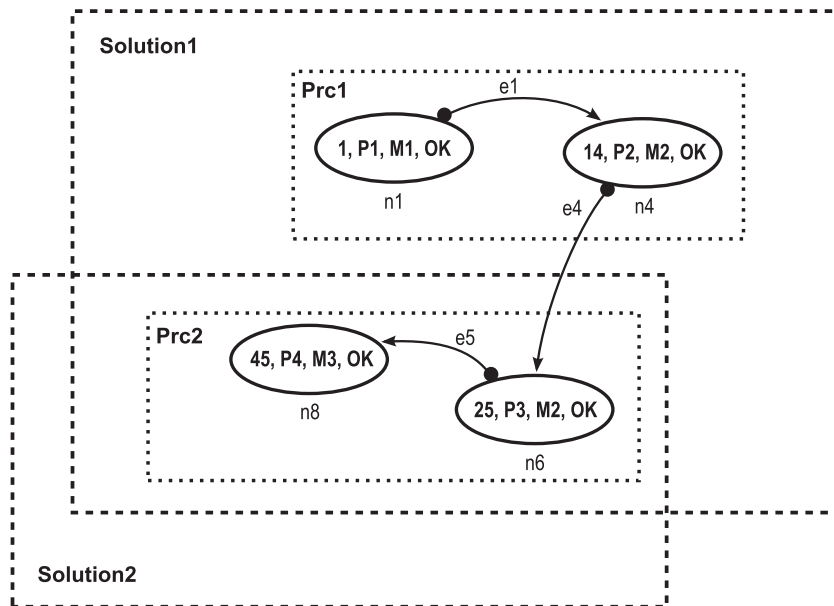 Solution1
Prc1
e1
1, P1, M1, OK
14, P2, M2, OK
n1
e4
n4
Prc2
e5
45, P4, M3, OK
25, P3, M2, OK
n8
n6
Solution2